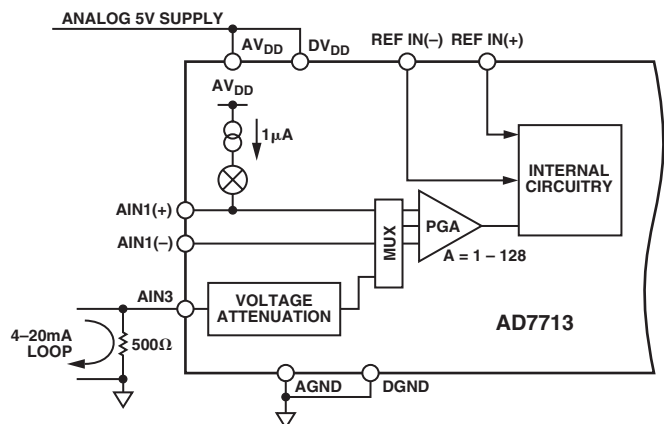 ANALOG 5V SUPPLY
AVDD
DVDD
REF IN(–)
REF IN(+)
AVDD
1μA
INTERNAL
CIRCUITRY
AIN1(+)
AIN1(–)
MUX
PGA
A = 1 – 128
AIN3
VOLTAGE
ATTENUATION
AD7713
4–20mA
LOOP
500Ω
AGND
DGND